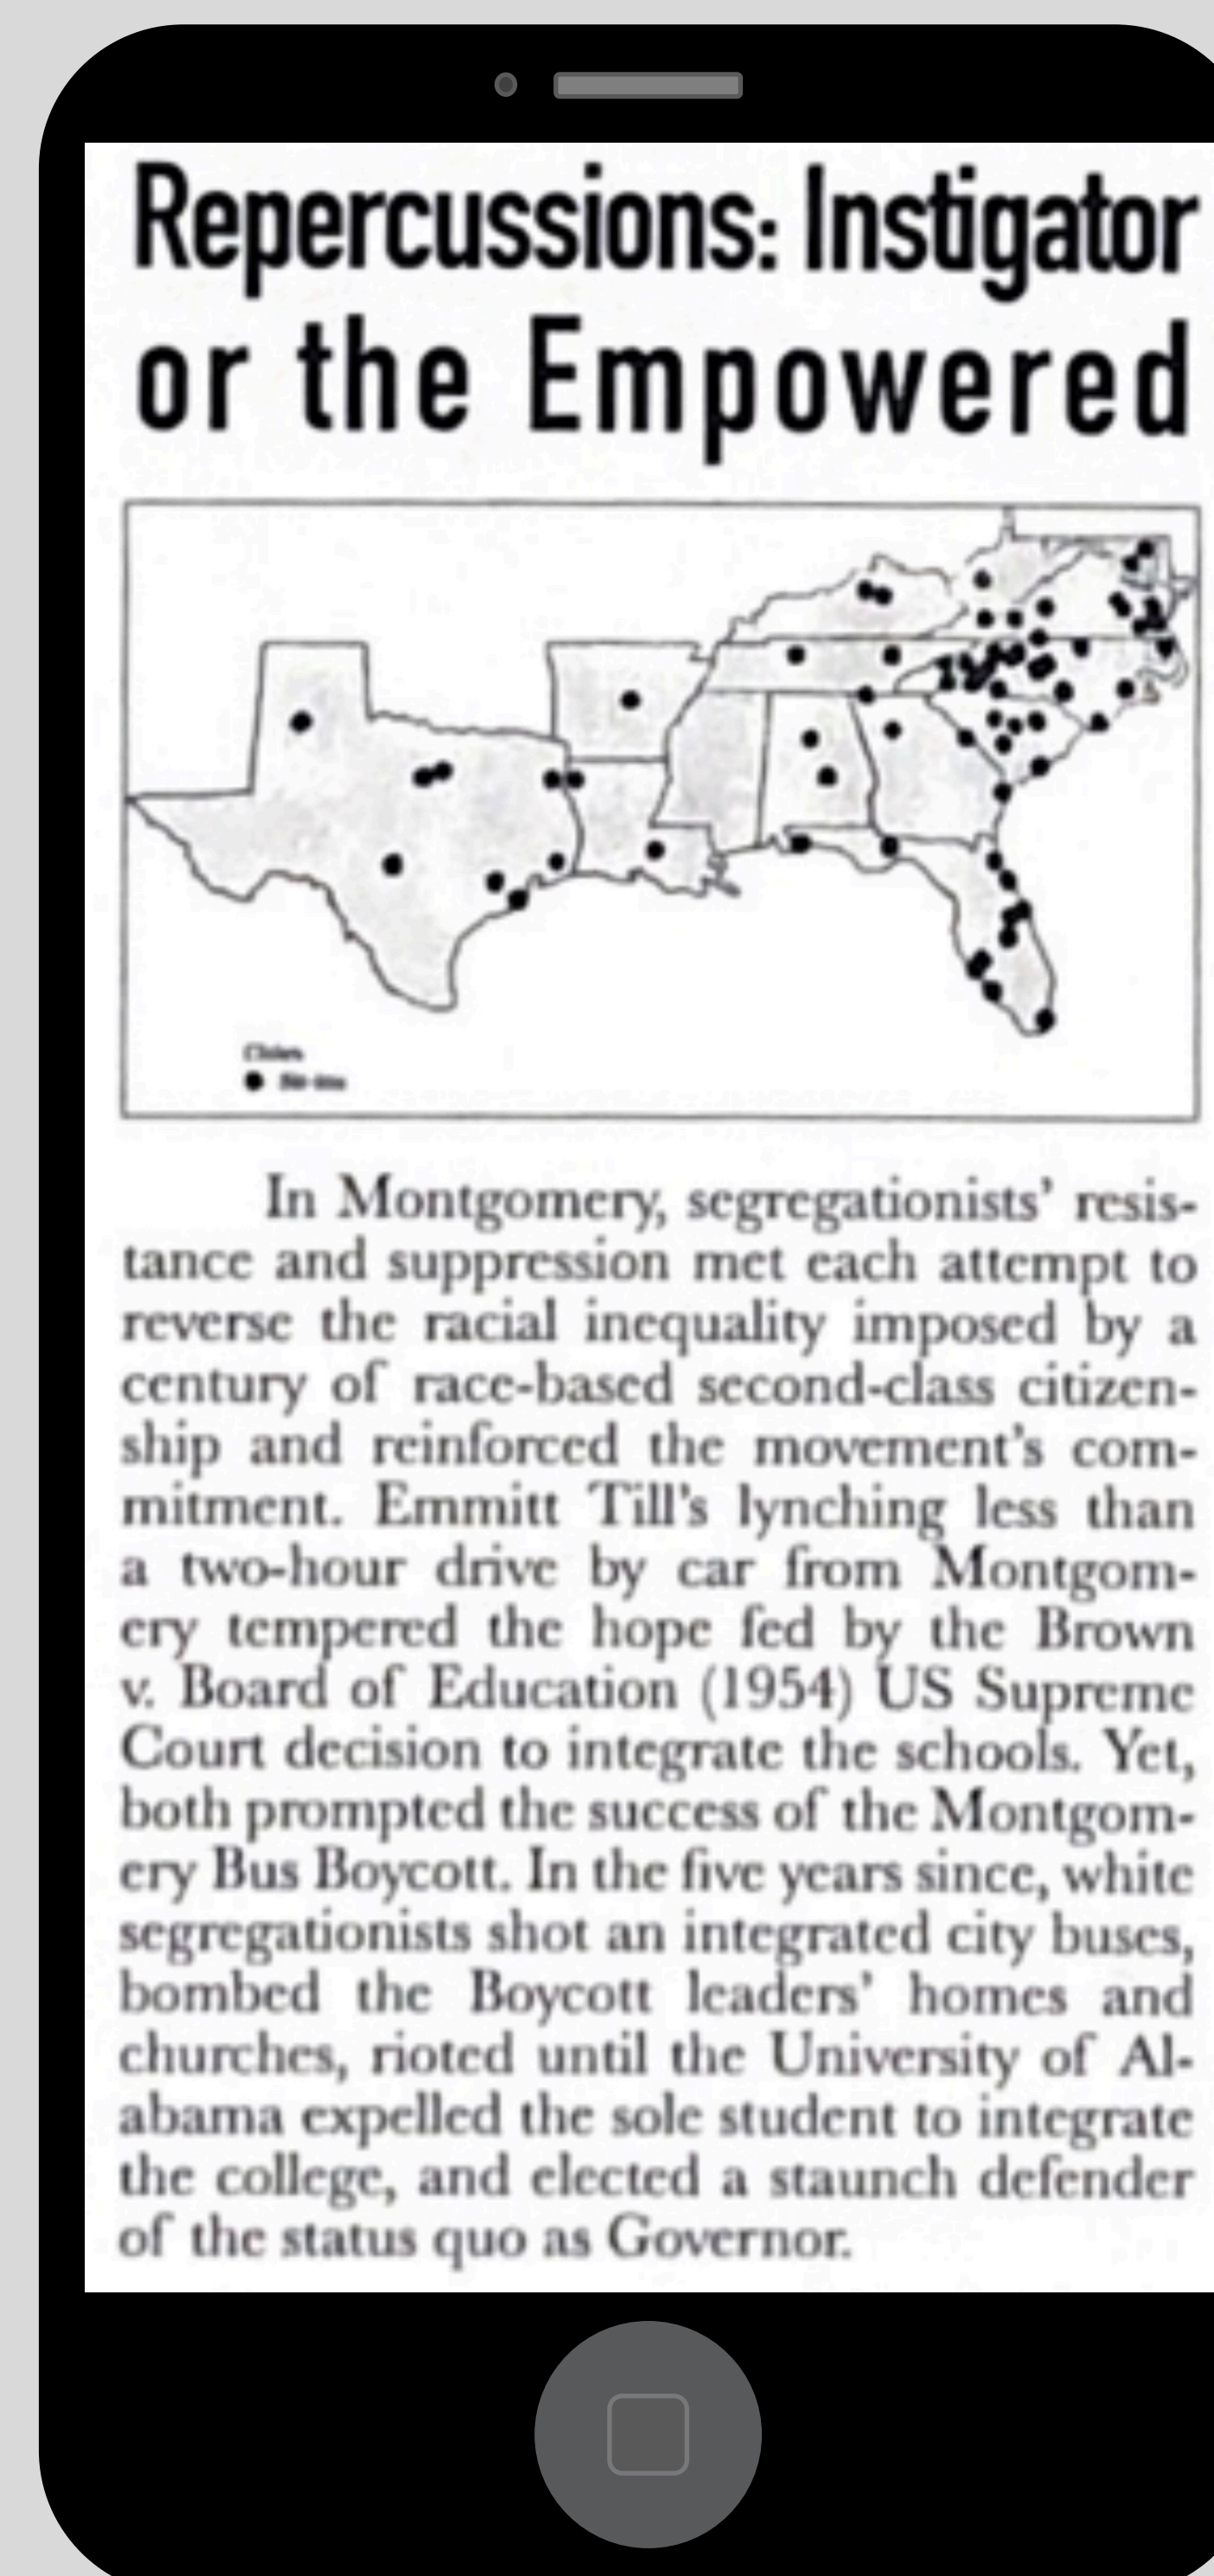 Repercussions: Instigator
or the Empowered
Cities
Sit-ins
In Montgomery, segregationists' resis-
tance and suppression met each attempt to
reverse the racial inequality imposed by a
century of race-based second-class citizen-
ship and reinforced the movement's com-
mitment. Emmitt Till's lynching less than
a two-hour drive by car from Montgom-
ery tempered the hope fed by the Brown
v. Board of Education (1954) US Supreme
Court decision to integrate the schools. Yet,
both prompted the success of the Montgom-
ery Bus Boycott. In the five years since, white
segregationists shot an integrated city buses,
bombed the Boycott leaders' homes and
churches, rioted until the University of Al-
abama expelled the sole student to integrate
the college, and elected a staunch defender
of the status quo as Governor.